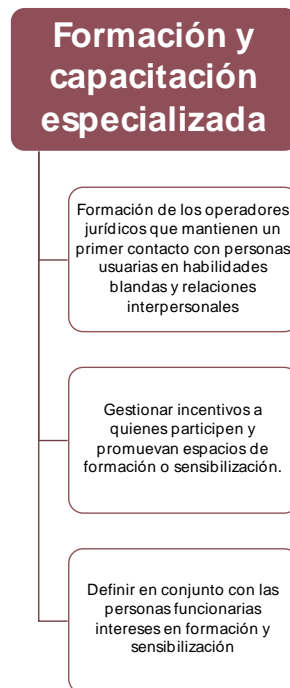 Formación y
capacitación
especializada
Formación de los operadores
jurídicos que mantienen un
primer contacto con personas
usuarias en habilidades
blandas y relaciones
interpersonales
Gestionar incentivos a
quienes participen y
promuevan espacios de
formación o sensibilización.
Definir en conjunto con las
personas funcionarias
intereses en formación y
sensibilización